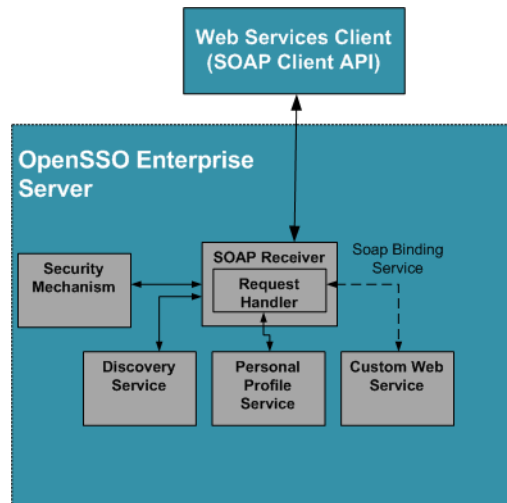 Web Services Client
(SOAP Client API)
OpenSSO Enterprise
Server
SOAP Receiver
Request
Handler
Soap Binding
Service
Security
Mechanism
Discovery
Service
Personal
Profile
Service
Custom Web
Service